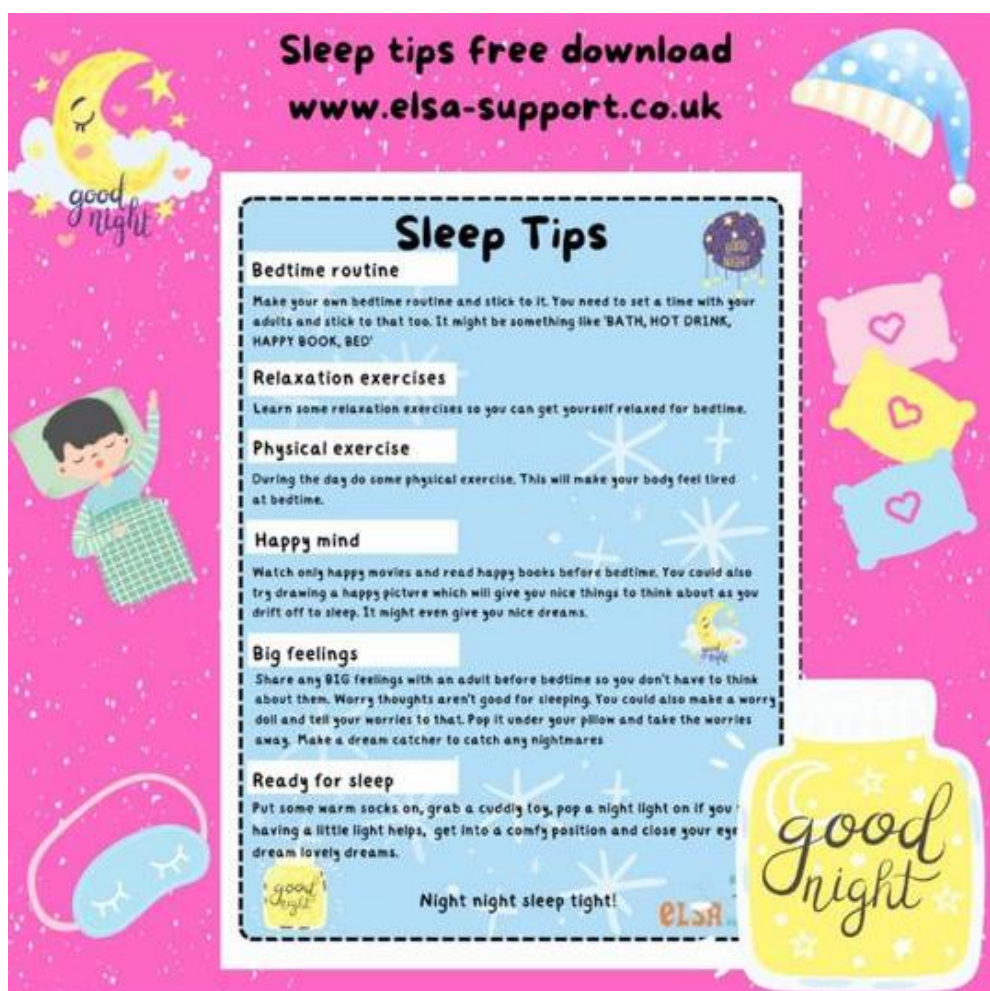 Sleep tips free download
www.elsa-support.co.uk
good
night
Sleep Tips
GOOD
NIGHT
Bedtime routine
Make your own bedtime routine and stick to it. You need to set a time with your
adults and stick to that too. It might be something like 'BATH, HOT DRINK,
HAPPY BOOK, BED'
Relaxation exercises
Learn some relaxation exercises so you can get yourself relaxed for bedtime.
Physical exercise
During the day do some physical exercise. This will make your body feel tired
at bedtime.
Happy mind
Watch only happy movies and read happy books before bedtime. You could also
try drawing a happy picture which will give you nice things to think about as you
drift off to sleep. It might even give you nice dreams.
good
night
Big feelings
Share any BIG feelings with an adult before bedtime so you don't have to think
about them. Worry thoughts aren't good for sleeping. You could also make a worry
doll and tell your worries to that. Pop it under your pillow and take the worries
away. Make a dream catcher to catch any nightmares
Ready for sleep
Put some warm socks on, grab a cuddly toy, pop a night light on if you
having a little light helps, get into a comfy position and close your eye
dream lovely dreams.
good
night
Night night sleep tight!
ELSA
good
night